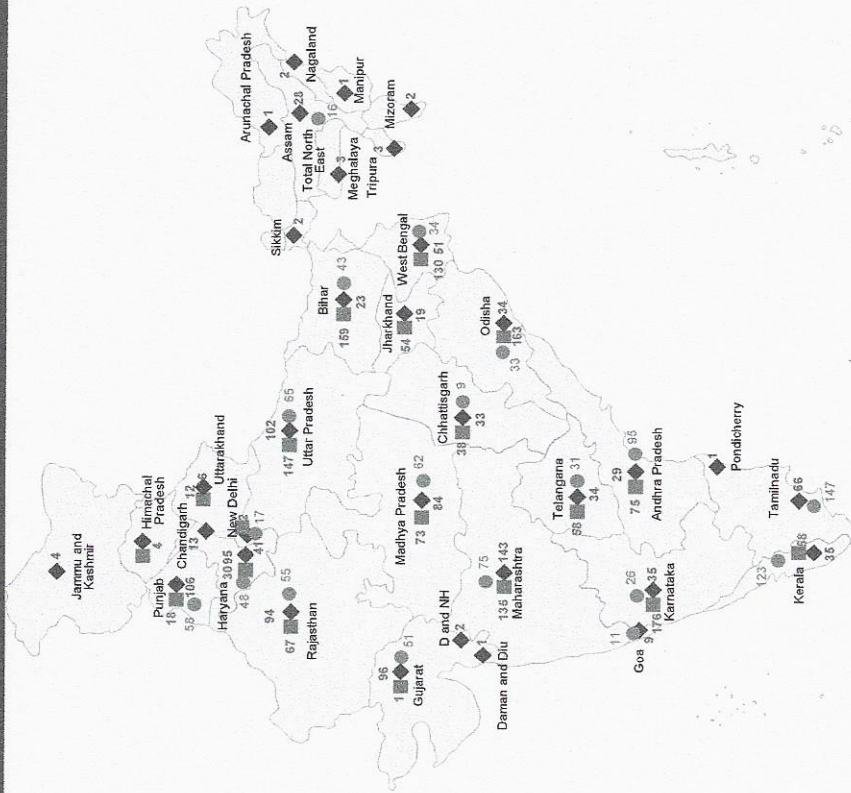 Jammu and
Kashmir
4
Himachal
Pradesh
4
Punjab
18
106
58
Chandigarh
13
Uttarakhand
12
6
Haryana
30
95
48
41
New Delhi
2
17
Rajasthan
94
67
55
Uttar Pradesh
102
147
65
Bihar
159
23
43
Sikkim
2
Arunachal Pradesh
1
Assam
28
Total North
East
16
Nagaland
2
Manipur
1
Mizoram
2
Tripura
3
Meghalaya
3
West Bengal
130
51
34
Jharkhand
54
19
Odisha
33
163
34
Chhattisgarh
38
33
9
Madhya Pradesh
73
84
62
Gujarat
1
96
51
D and NH
2
Daman and Diu
1
Maharashtra
75
135
143
Telangana
68
34
31
Andhra Pradesh
75
29
95
Karnataka
26
176
35
Goa
11
9
Pondicherry
1
Tamilnadu
66
147
Kerala
123
68
35